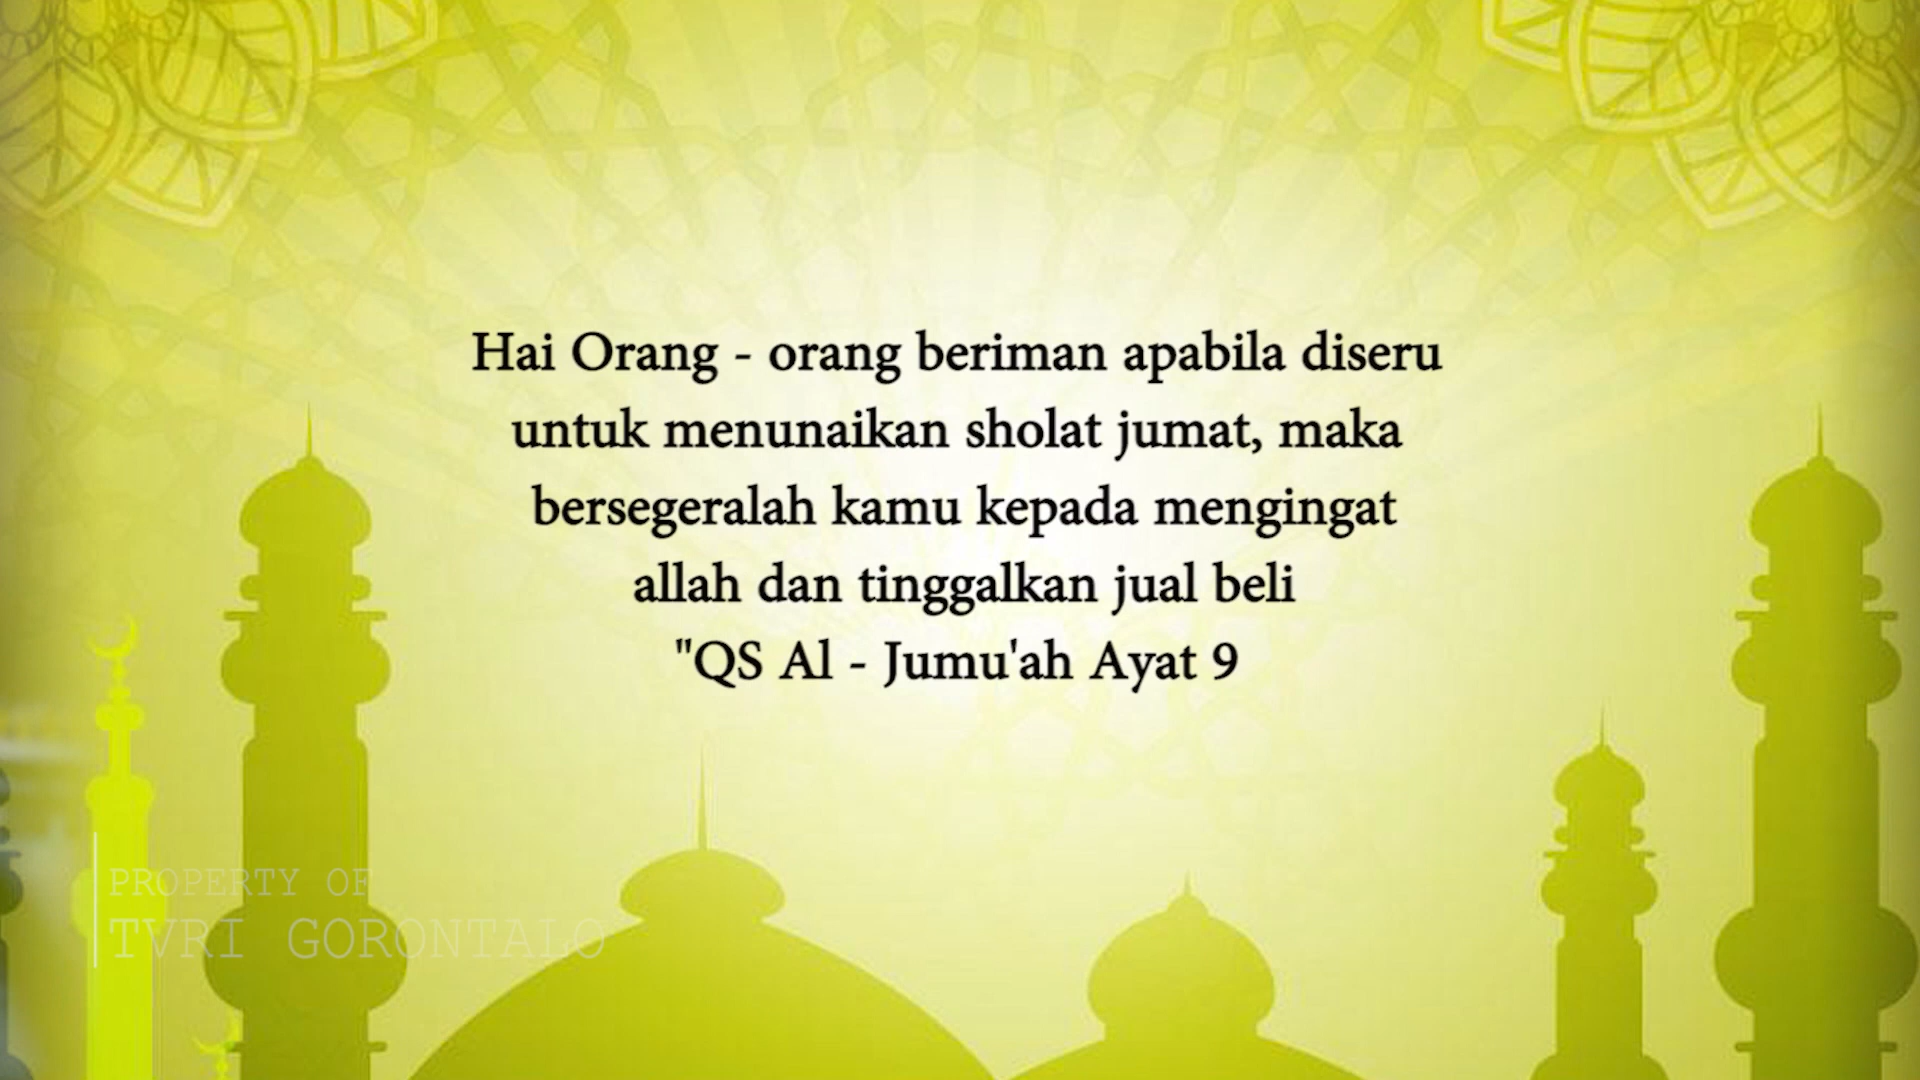 Hai Orang - orang beriman apabila diseru
untuk menunaikan sholat jumat, maka
bersegeralah kamu kepada mengingat
allah dan tinggalkan jual beli
"QS Al - Jumu'ah Ayat 9
PROPERTY OF
TVRI GORONTALO